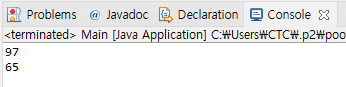 Problems @ Javadoc Declaration Console
<terminated> Main [Java Application] C:₩Users₩CTC₩.p2₩poo
97
65